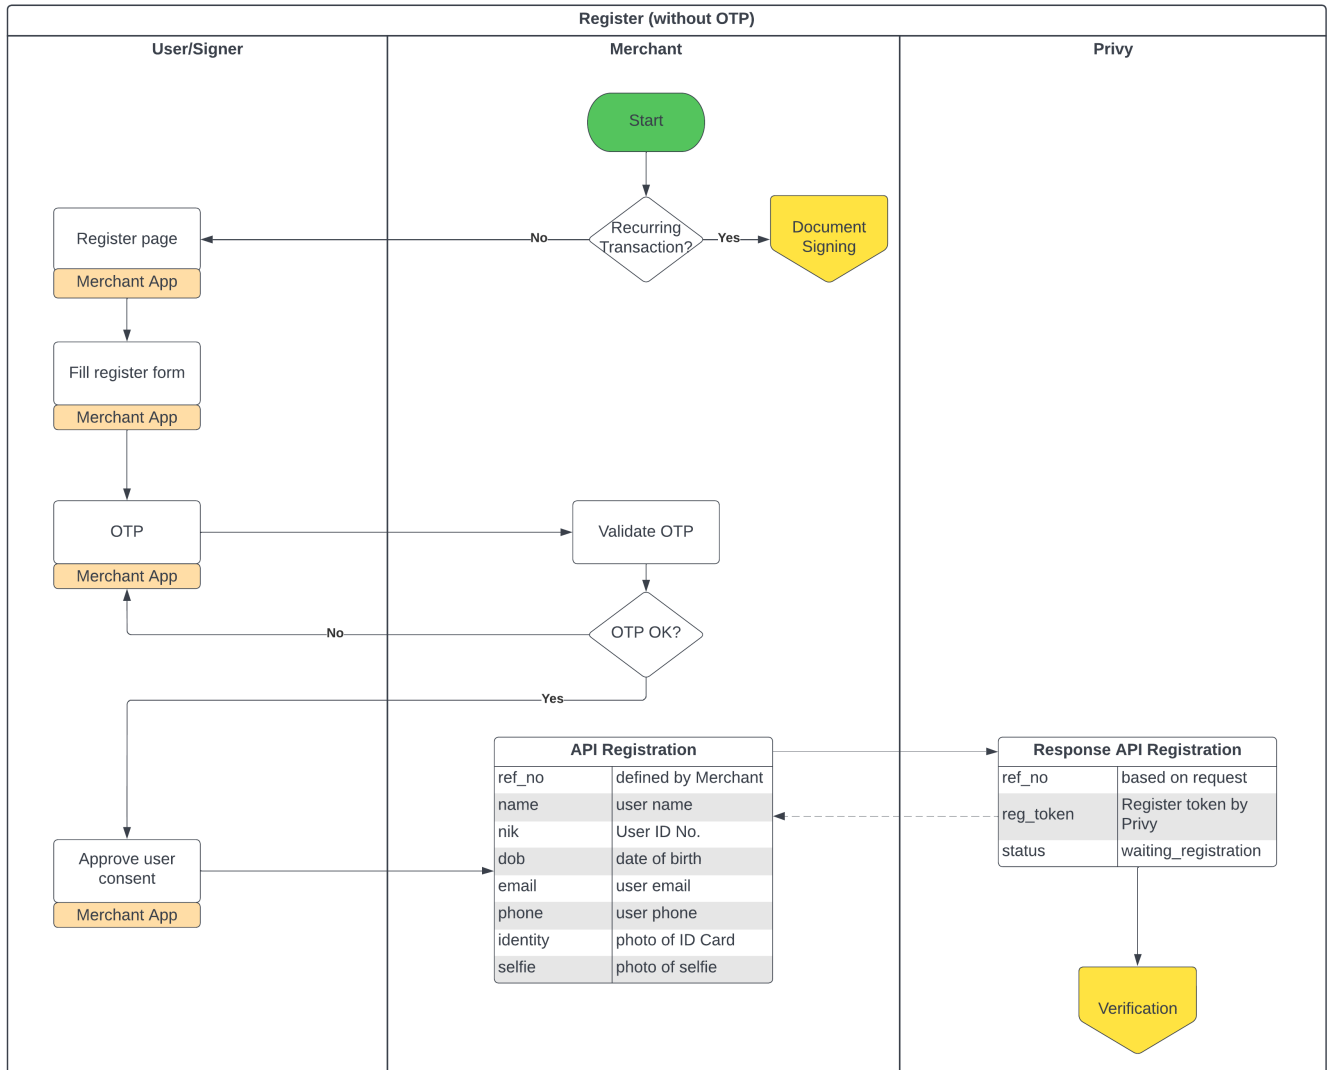 Register (without OTP)
User/Signer
Merchant
Privy
Start
Recurring
Transaction?
No
Yes
Document
Signing
Register page
Merchant App
Fill register form
Merchant App
OTP
Merchant App
Validate OTP
OTP OK?
No
Yes
Approve user
consent
Merchant App
API Registration
ref_no defined by Merchant
name user name
nik User ID No.
dob date of birth
email user email
phone user phone
identity photo of ID Card
selfie photo of selfie
Response API Registration
ref_no based on request
reg_token Register token by
Privy
status waiting_registration
Verification